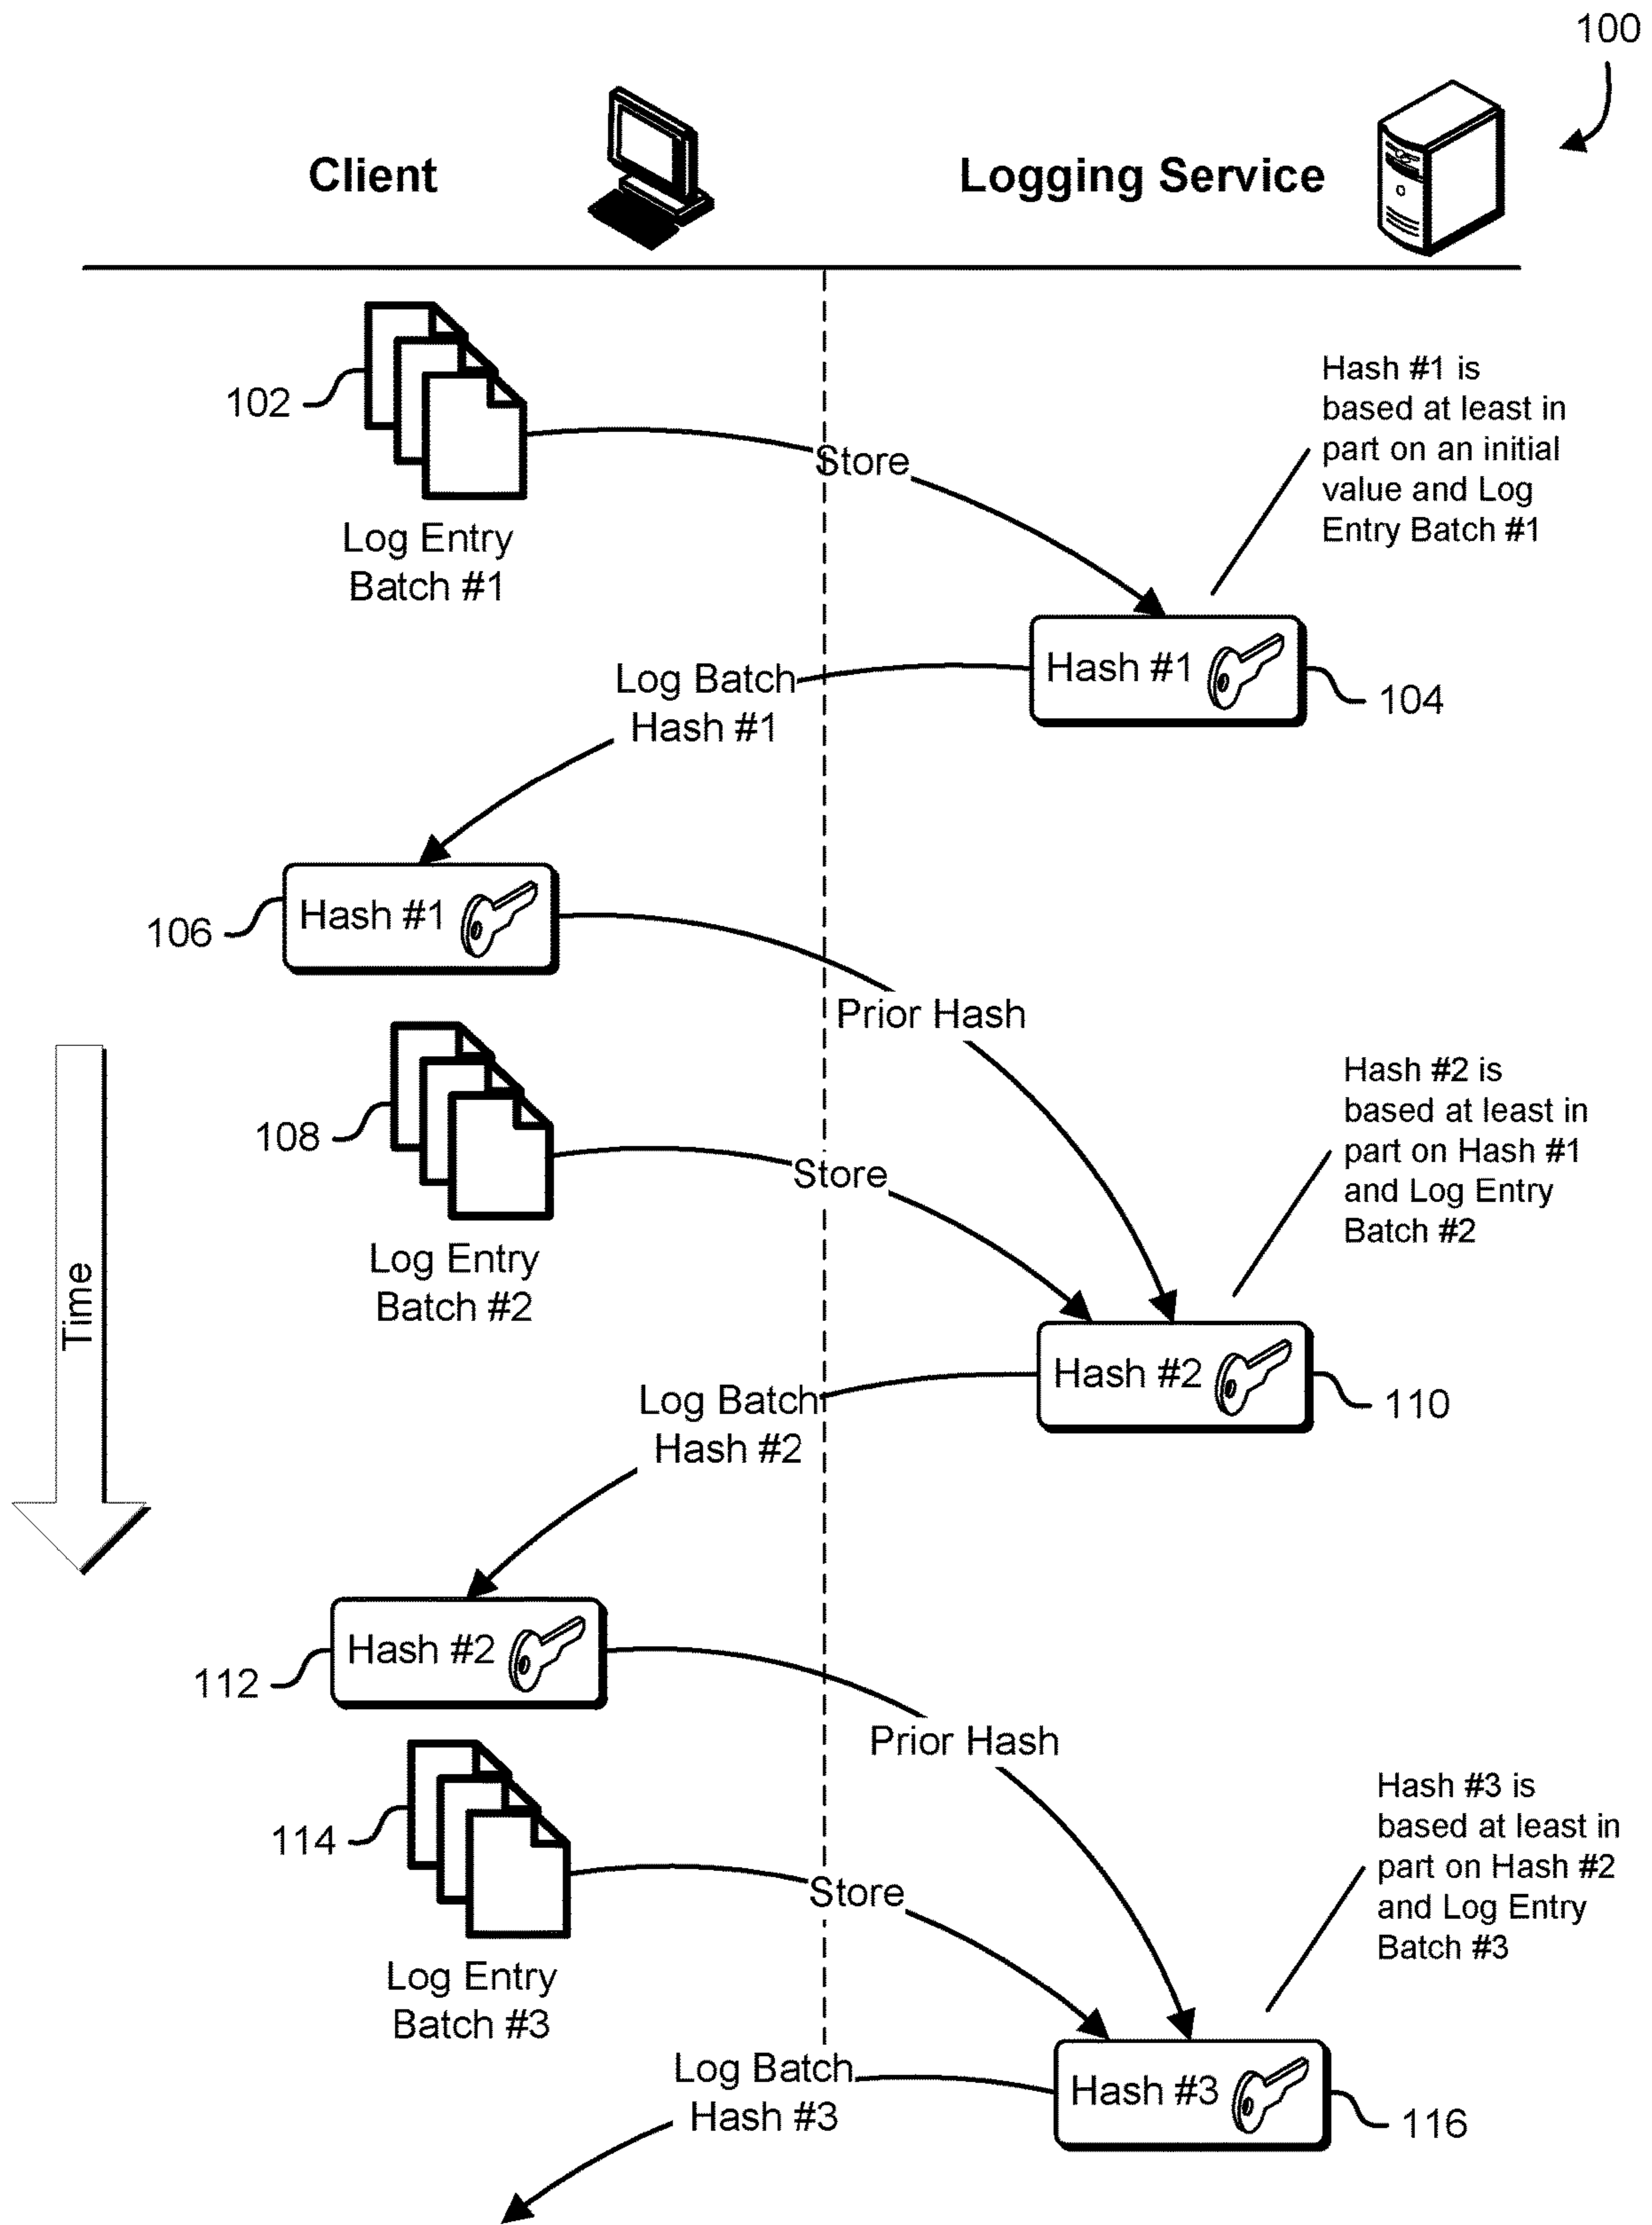 100
Client
Logging Service
102
Store
Hash #1 is
based at least in
part on an initial
value and Log
Entry Batch #1
Log Entry
Batch #1
Log Batch
Hash #1
Hash #1
104
106
Hash #1
Prior Hash
108
Store
Hash #2 is
based at least in
part on Hash #1
and Log Entry
Batch #2
Log Entry
Batch #2
Time
Hash #2
110
Log Batch
Hash #2
112
Hash #2
Prior Hash
114
Store
Hash #3 is
based at least in
part on Hash #2
and Log Entry
Batch #3
Log Entry
Batch #3
Log Batch
Hash #3
Hash #3
116